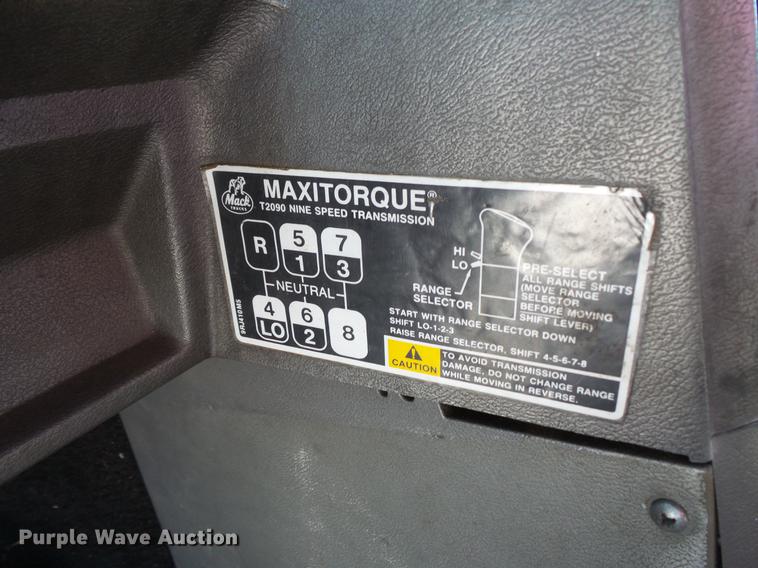 Mack
TRUCKS
MAXITORQUE®
T2090 NINE SPEED TRANSMISSION
R 5 7
1 3
NEUTRAL
4 6 8
LO 2
9RJ410M5
HI
LO
RANGE
SELECTOR
PRE-SELECT
ALL RANGE SHIFTS
(MOVE RANGE
SELECTOR
BEFORE MOVING
SHIFT LEVER)
START WITH RANGE SELECTOR DOWN
SHIFT LO-1-2-3
RAISE RANGE SELECTOR, SHIFT 4-5-6-7-8
CAUTION
TO AVOID TRANSMISSION
DAMAGE, DO NOT CHANGE RANGE
WHILE MOVING IN REVERSE.
Purple Wave Auction